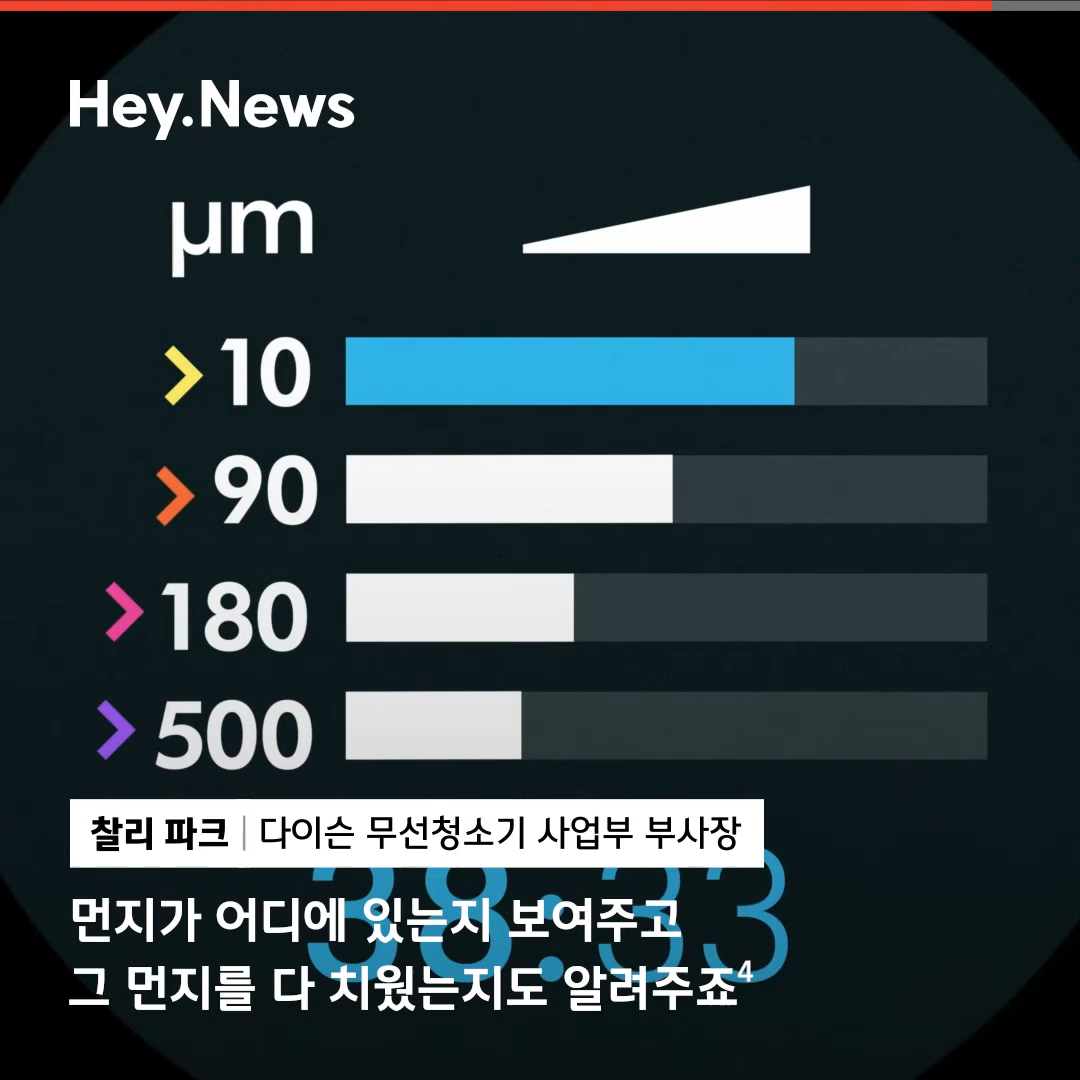 Hey.News
µm
10
90
180
500
찰리 파크 | 다이슨 무선청소기 사업부 부사장
38:33
먼지가 어디에 있는지 보여주고
그 먼지를 다 치웠는지도 알려주죠⁴